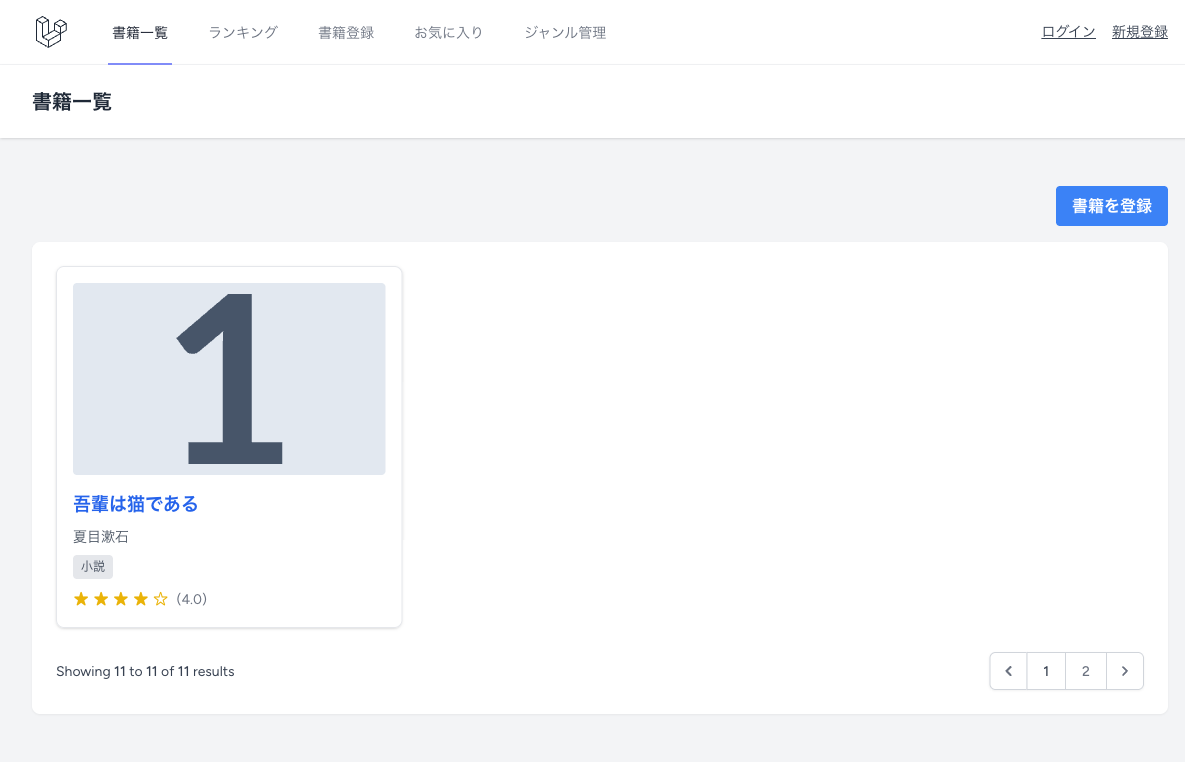 書籍一覧 ランキング 書籍登録 お気に入り ジャンル管理 ログイン 新規登録
書籍一覧
書籍を登録
1
吾輩は猫である
夏目漱石
小説
★★★★☆ (4.0)
Showing 11 to 11 of 11 results
1 2